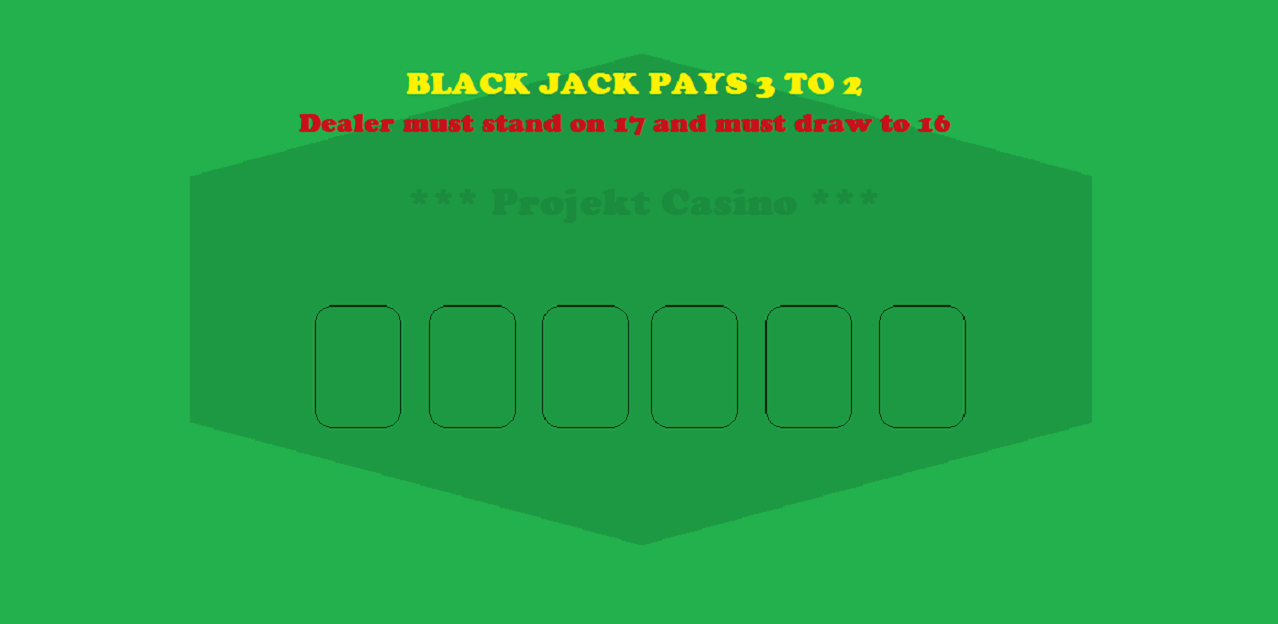 BLACK JACK PAYS 3 TO 2
Dealer must stand on 17 and must draw to 16
*** Projekt Casino ***